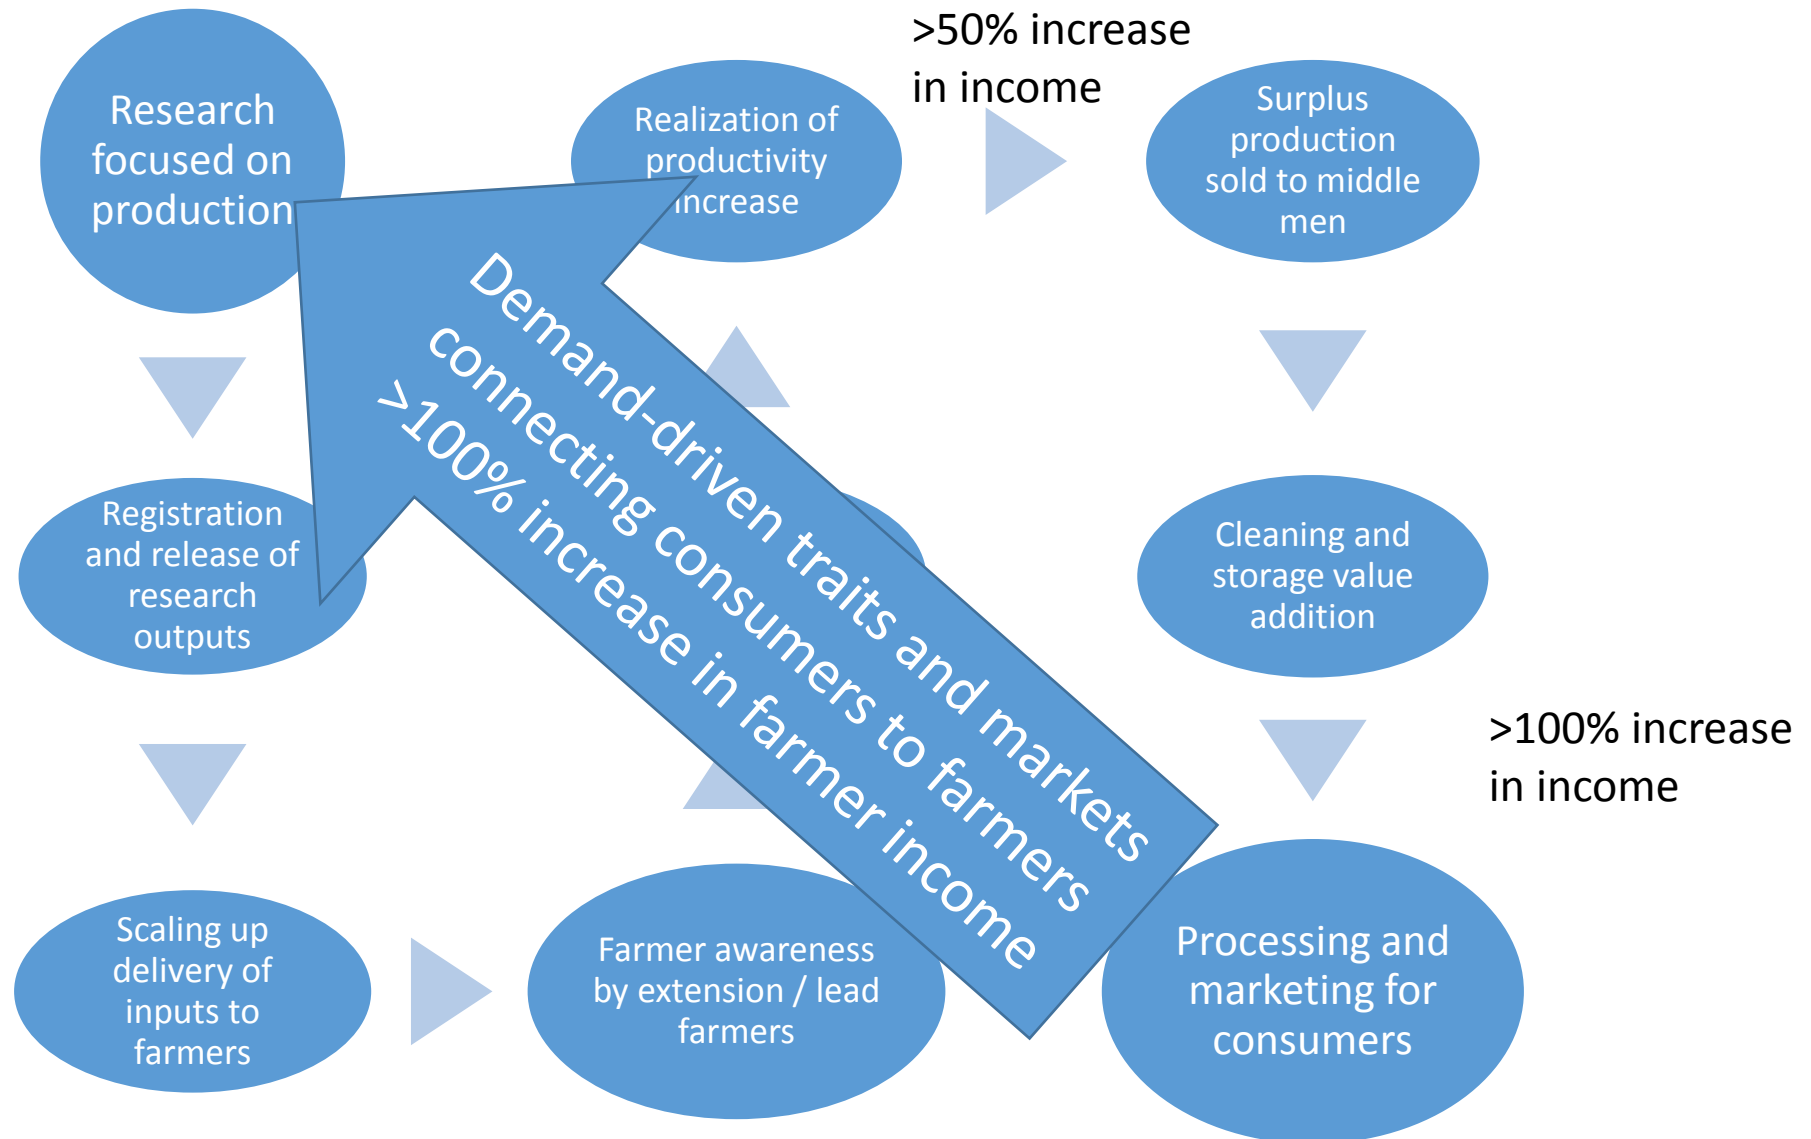 Research
focused on
production
Registration
and release of
research
outputs
Scaling up
delivery of
inputs to
farmers
Farmer awareness
by extension / lead
farmers
Realization of
productivity
increase
>50% increase
in income
Surplus
production
sold to middle
men
Cleaning and
storage value
addition
>100% increase
in income
Processing and
marketing for
consumers
Demand-driven traits and markets
connecting consumers to farmers
>100% increase in farmer income